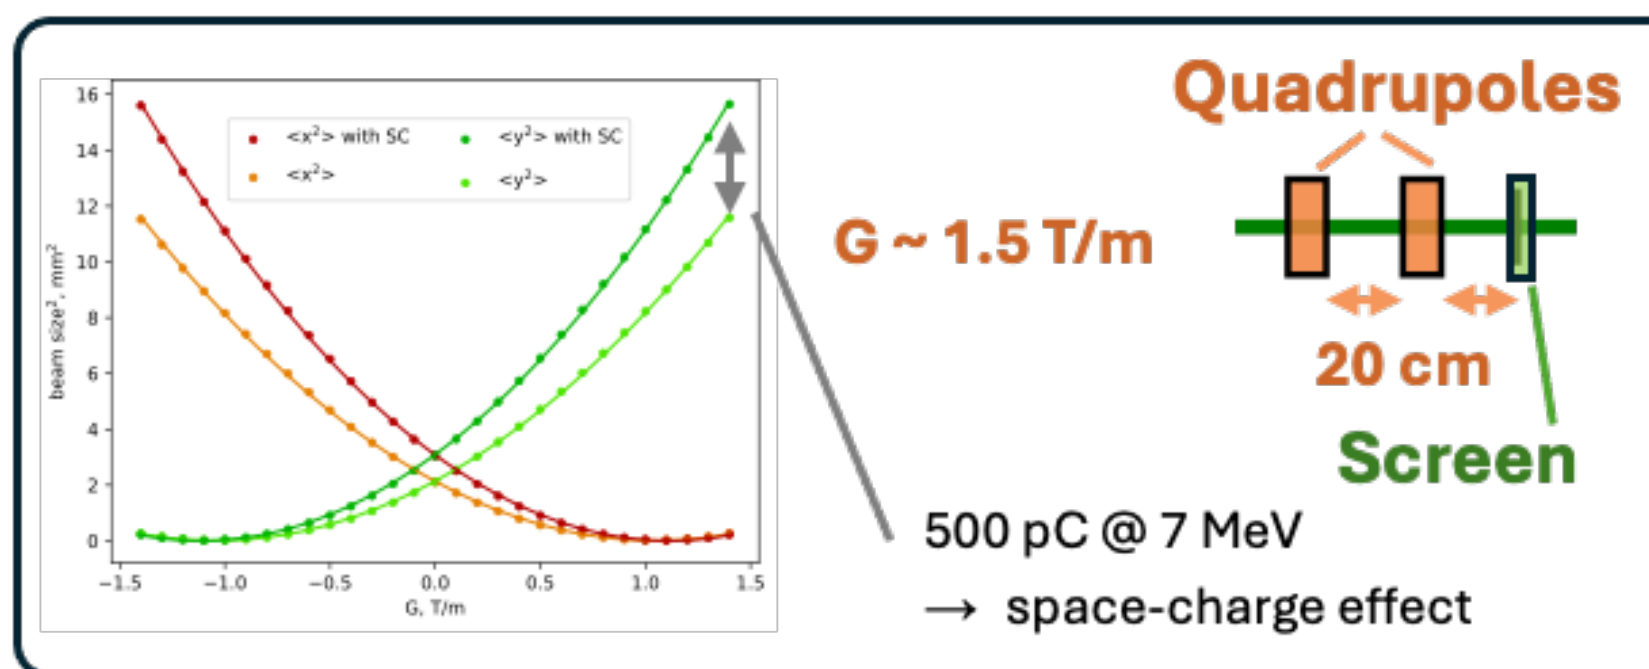 16
14
12
10
8
6
4
2
0
beam size², mm²
<x²> with SC
<y²> with SC
<x²>
<y²>
−1.5
−1.0
−0.5
0.0
0.5
1.0
1.5
G, T/m
Quadrupoles
G ~ 1.5 T/m
20 cm
Screen
500 pC @ 7 MeV
→ space-charge effect